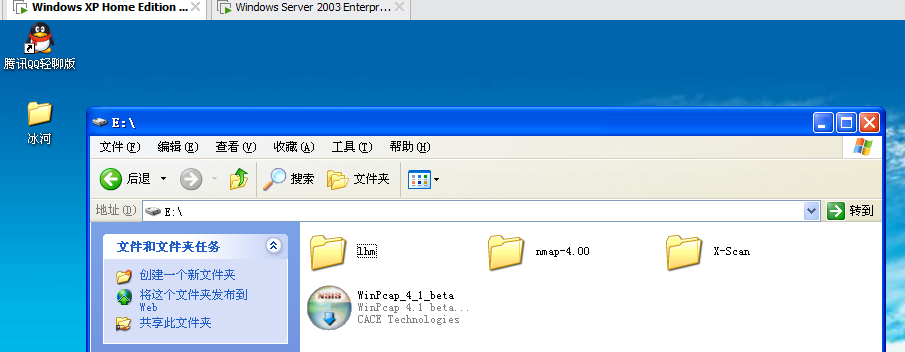 Windows XP Home Edition ...
Windows Server 2003 Enterpr...
腾讯QQ轻聊版
冰河
E:\
文件(F) 编辑(E) 查看(V) 收藏(A) 工具(T) 帮助(H)
后退 搜索 文件夹
地址(D) E:\ 转到
文件和文件夹任务
创建一个新文件夹
将这个文件夹发布到
Web
共享此文件夹
lhm
nmap-4.00
X-Scan
NSIS
WinPcap_4_1_beta
WinPcap 4.1 beta...
CACE Technologies